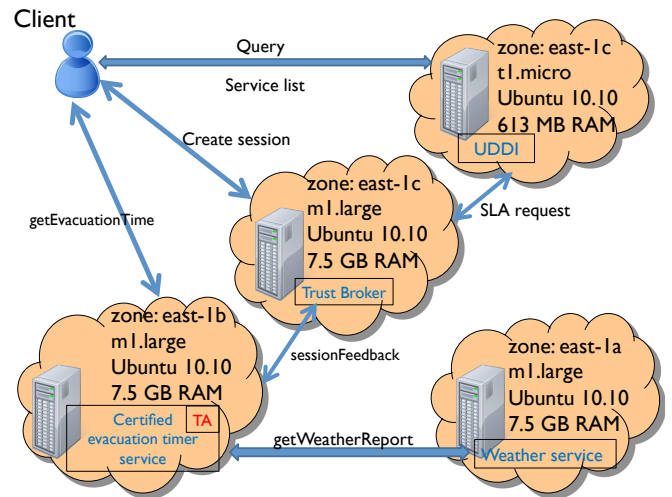 Client
Query
Service list
zone: east-1c
t1.micro
Ubuntu 10.10
613 MB RAM
UDDI
Create session
zone: east-1c
m1.large
Ubuntu 10.10
7.5 GB RAM
Trust Broker
SLA request
getEvacuationTime
zone: east-1b
m1.large
Ubuntu 10.10
7.5 GB RAM
Certified
TA
evacuation timer
service
sessionFeedback
zone: east-1a
m1.large
Ubuntu 10.10
7.5 GB RAM
Weather service
getWeatherReport